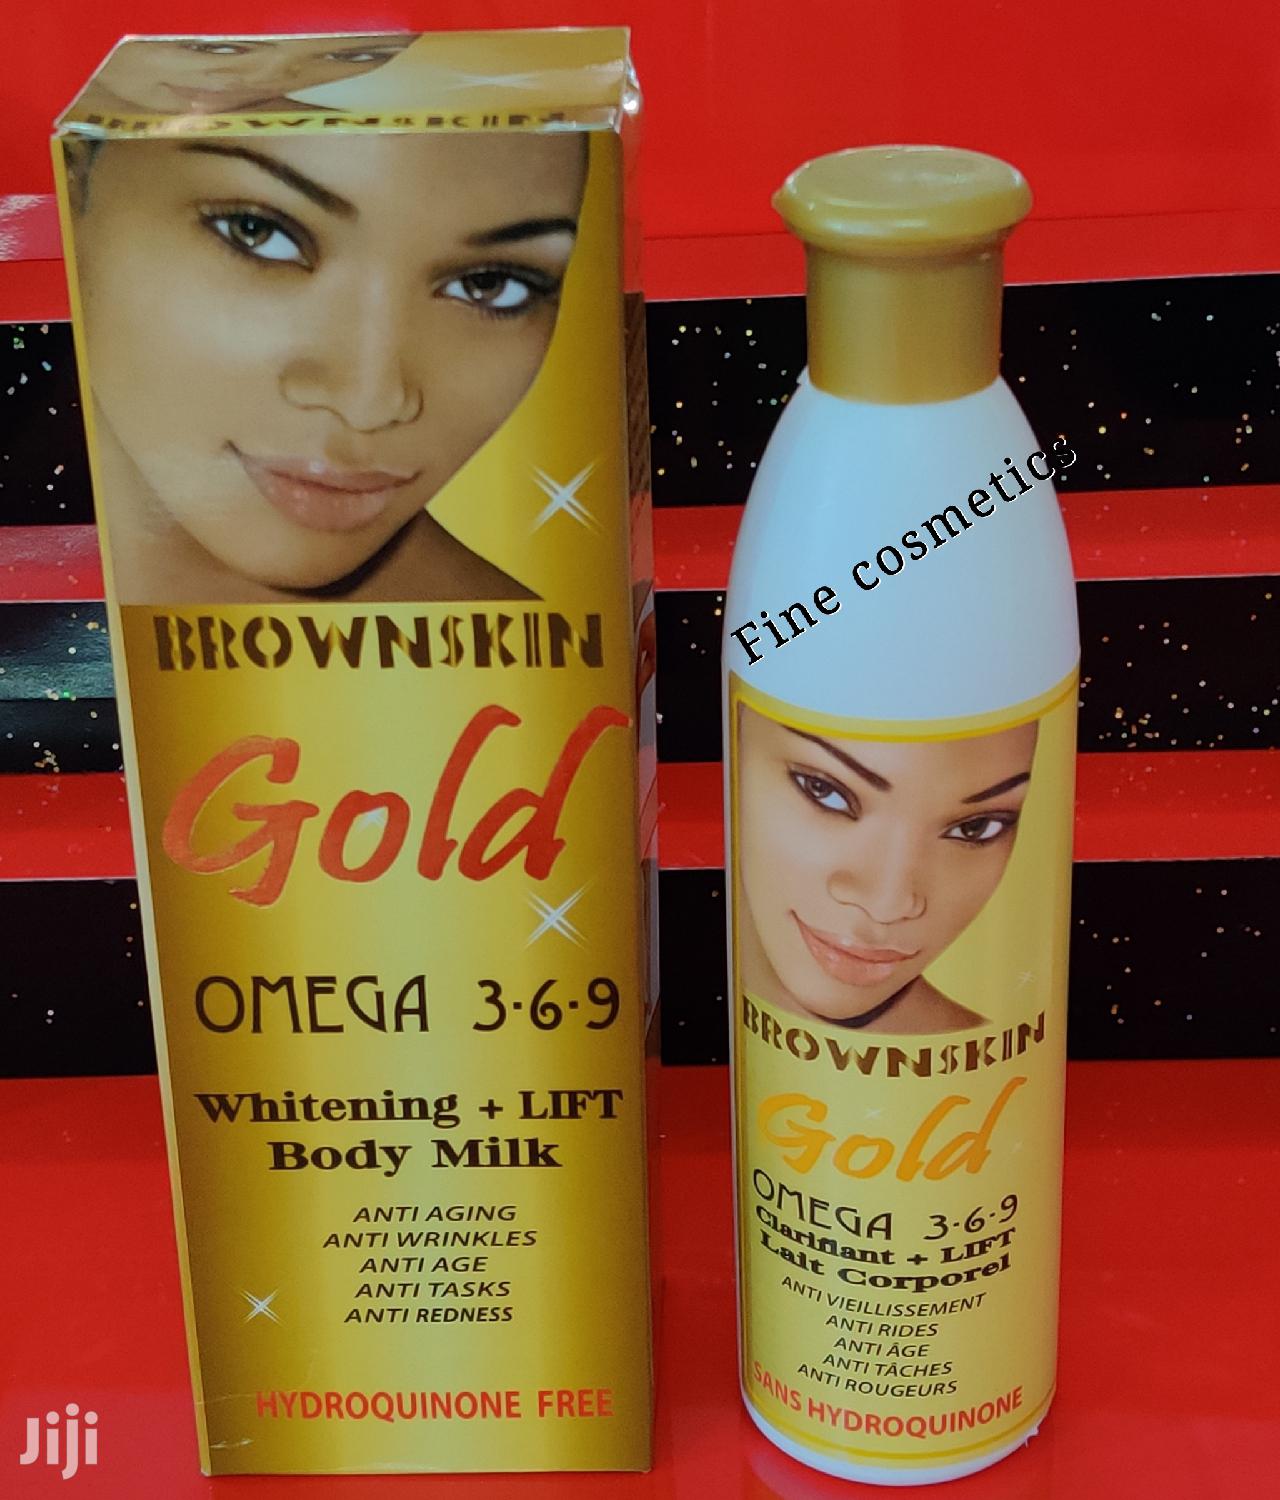 BROWNSKIN
BROWNSKIN
Gold
OMEGA 3·6·9
Whitening + LIFT
Body Milk
ANTI AGING
ANTI WRINKLES
ANTI AGE
ANTI TASKS
ANTI REDNESS
HYDROQUINONE FREE
Fine cosmetics
BROWNSKIN
Gold
OMEGA 3·6·9
Clarifiant + LIFT
Lait Corporel
ANTI VIEILLISSEMENT
ANTI RIDES
ANTI ÂGE
ANTI TÂCHES
ANTI ROUGEURS
SANS HYDROQUINONE
Jiji